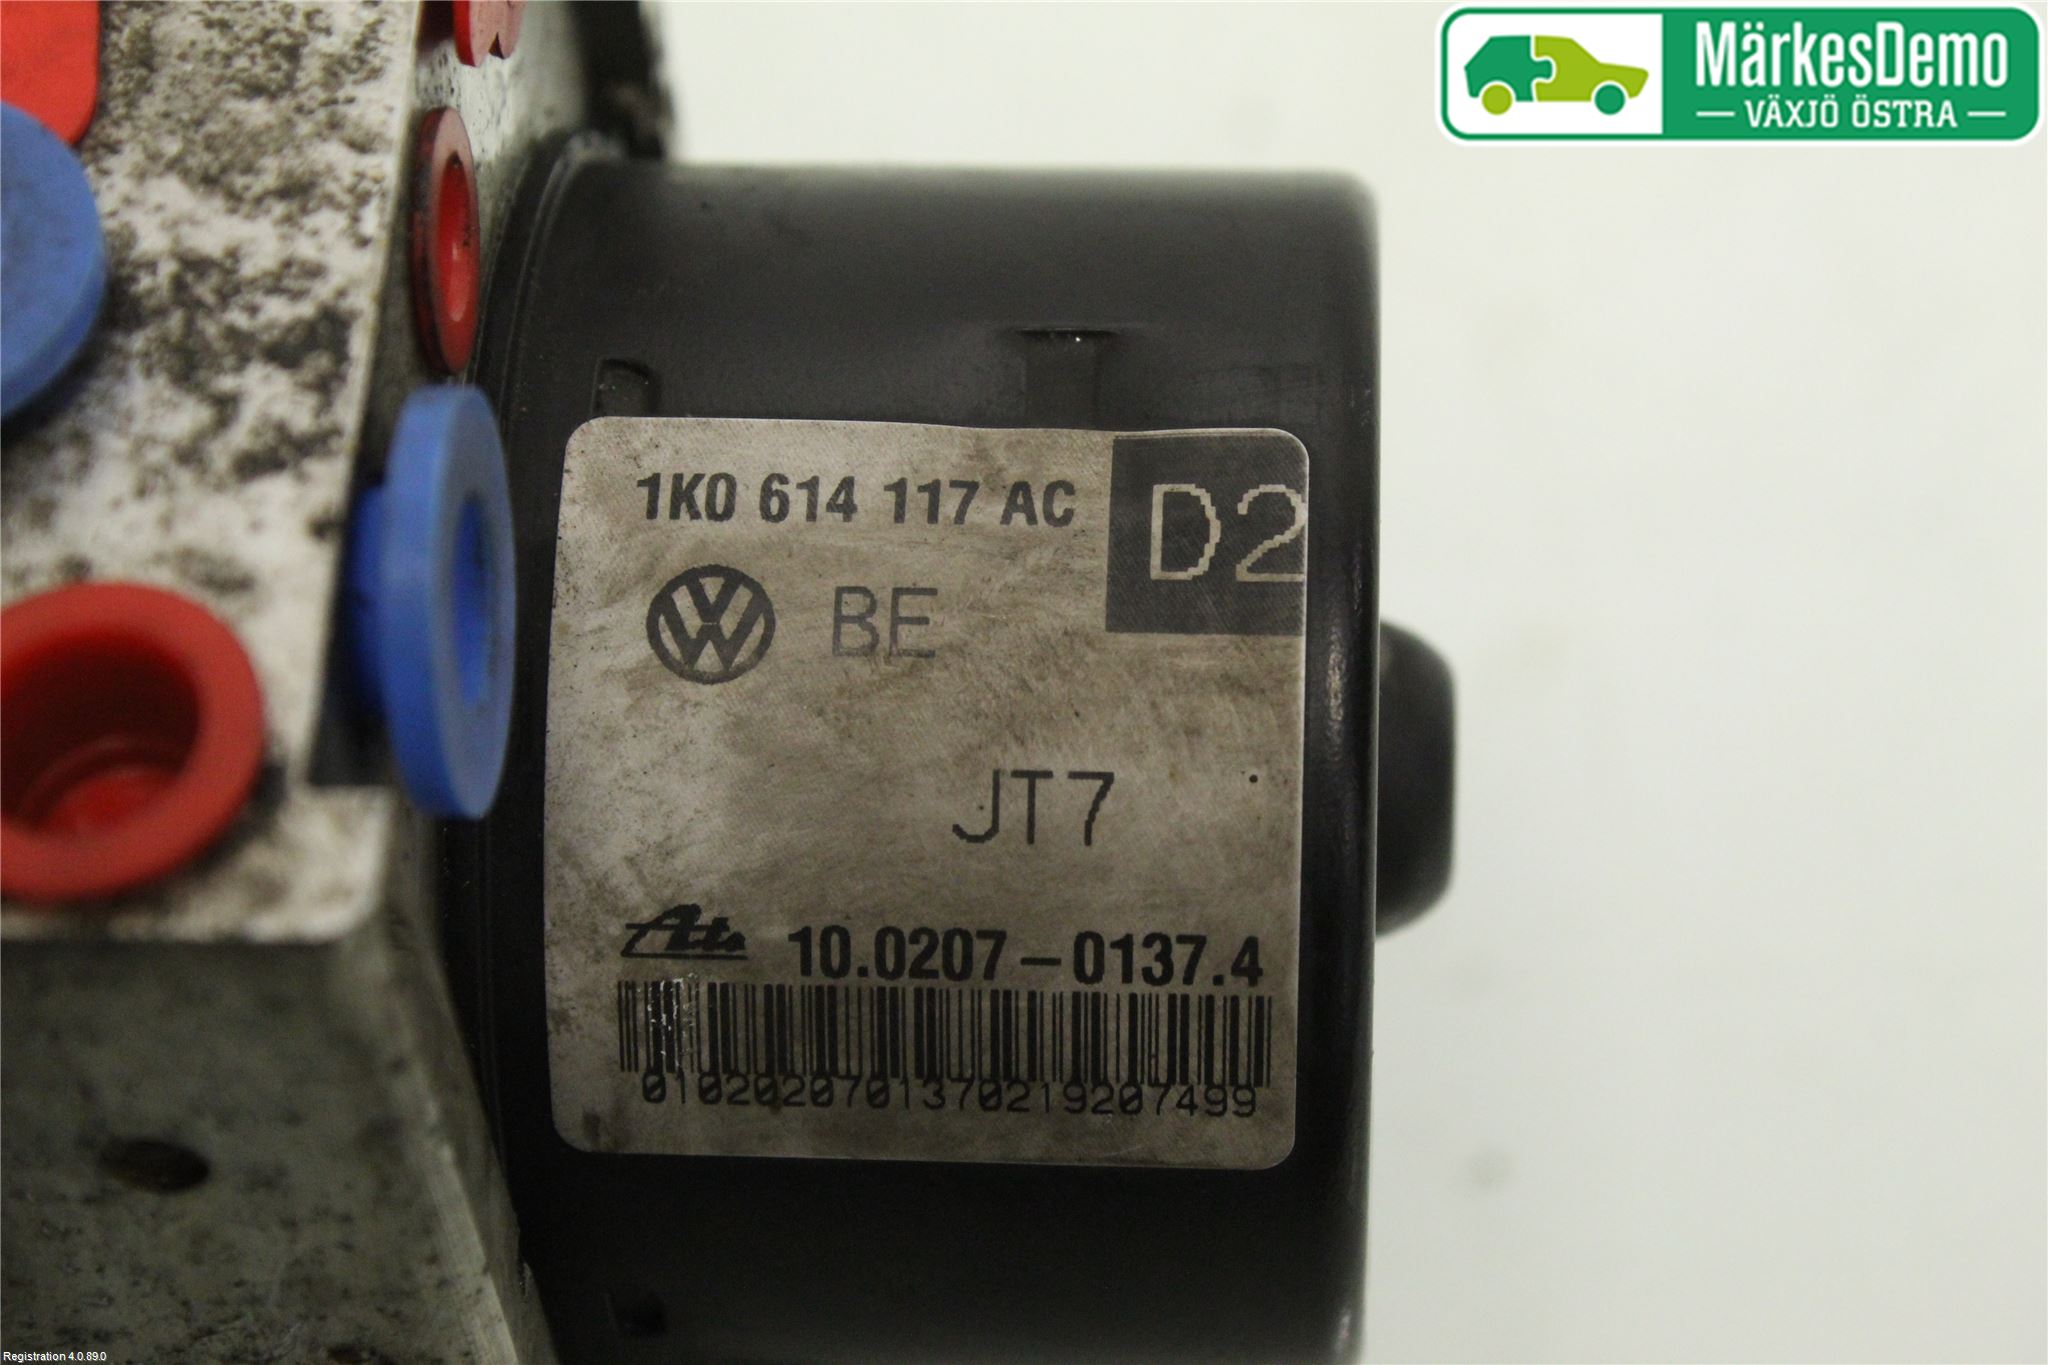 MärkesDemo
– VÄXJÖ ÖSTRA –
1K0 614 117 AC
D2
BE
JT7
Ate 10.0207-0137.4
0102020701370219207499
Registration 4.0.89.0